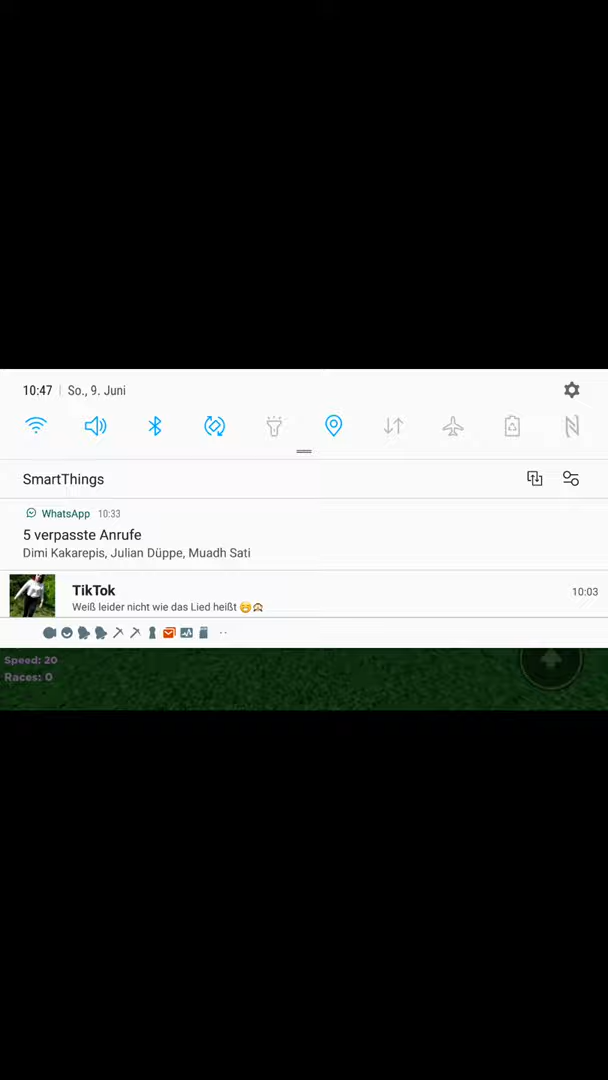 10:47 | So., 9. Juni
SmartThings
WhatsApp 10:33
5 verpasste Anrufe
Dimi Kakarepis, Julian Düppe, Muadh Sati
TikTok 10:03
Weiß leider nicht wie das Lied heißt 😁🙊
Speed: 20
Races: 0